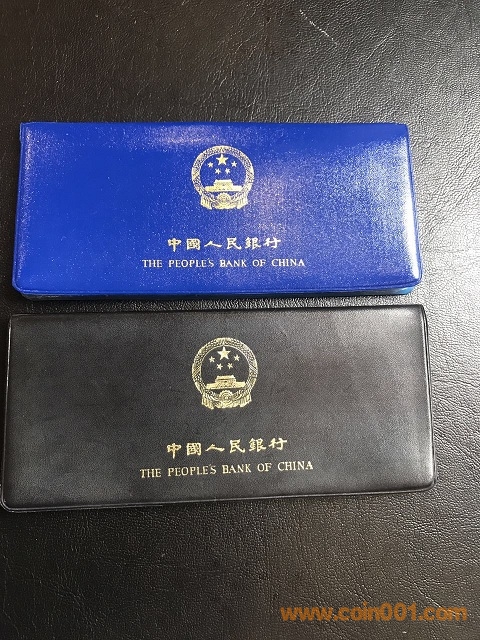 中國人民銀行
THE PEOPLE'S BANK OF CHINA
中國人民銀行
THE PEOPLE'S BANK OF CHINA
www.coin001.com